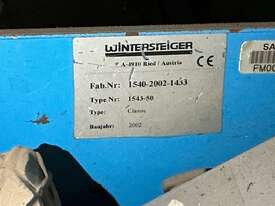 WINTERSTEIGER
A-4910 Ried / Austria
CE
Fab.Nr: 1540-2002-1433
Type Nr: 1543-50
Type: Classic
Baujahr: 2002
SA
FM00